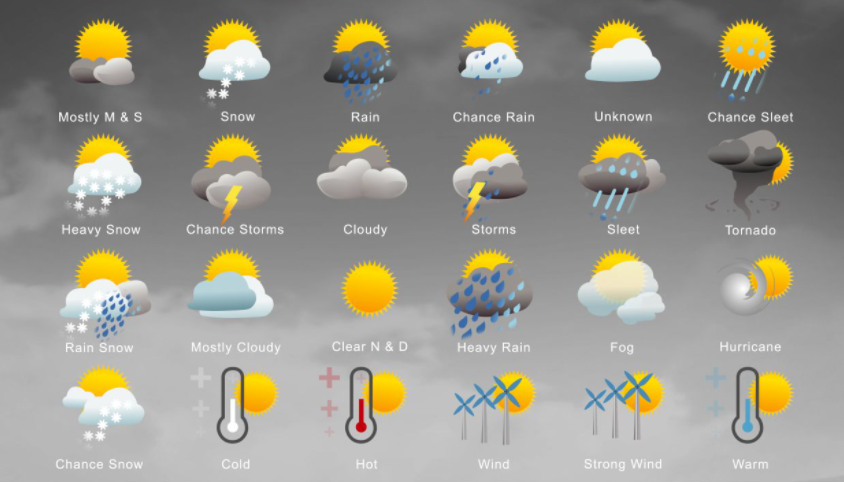 Mostly M & S
Snow
Rain
Chance Rain
Unknown
Chance Sleet
Heavy Snow
Chance Storms
Cloudy
Storms
Sleet
Tornado
Rain Snow
Mostly Cloudy
Clear N & D
Heavy Rain
Fog
Hurricane
Chance Snow
Cold
Hot
Wind
Strong Wind
Warm